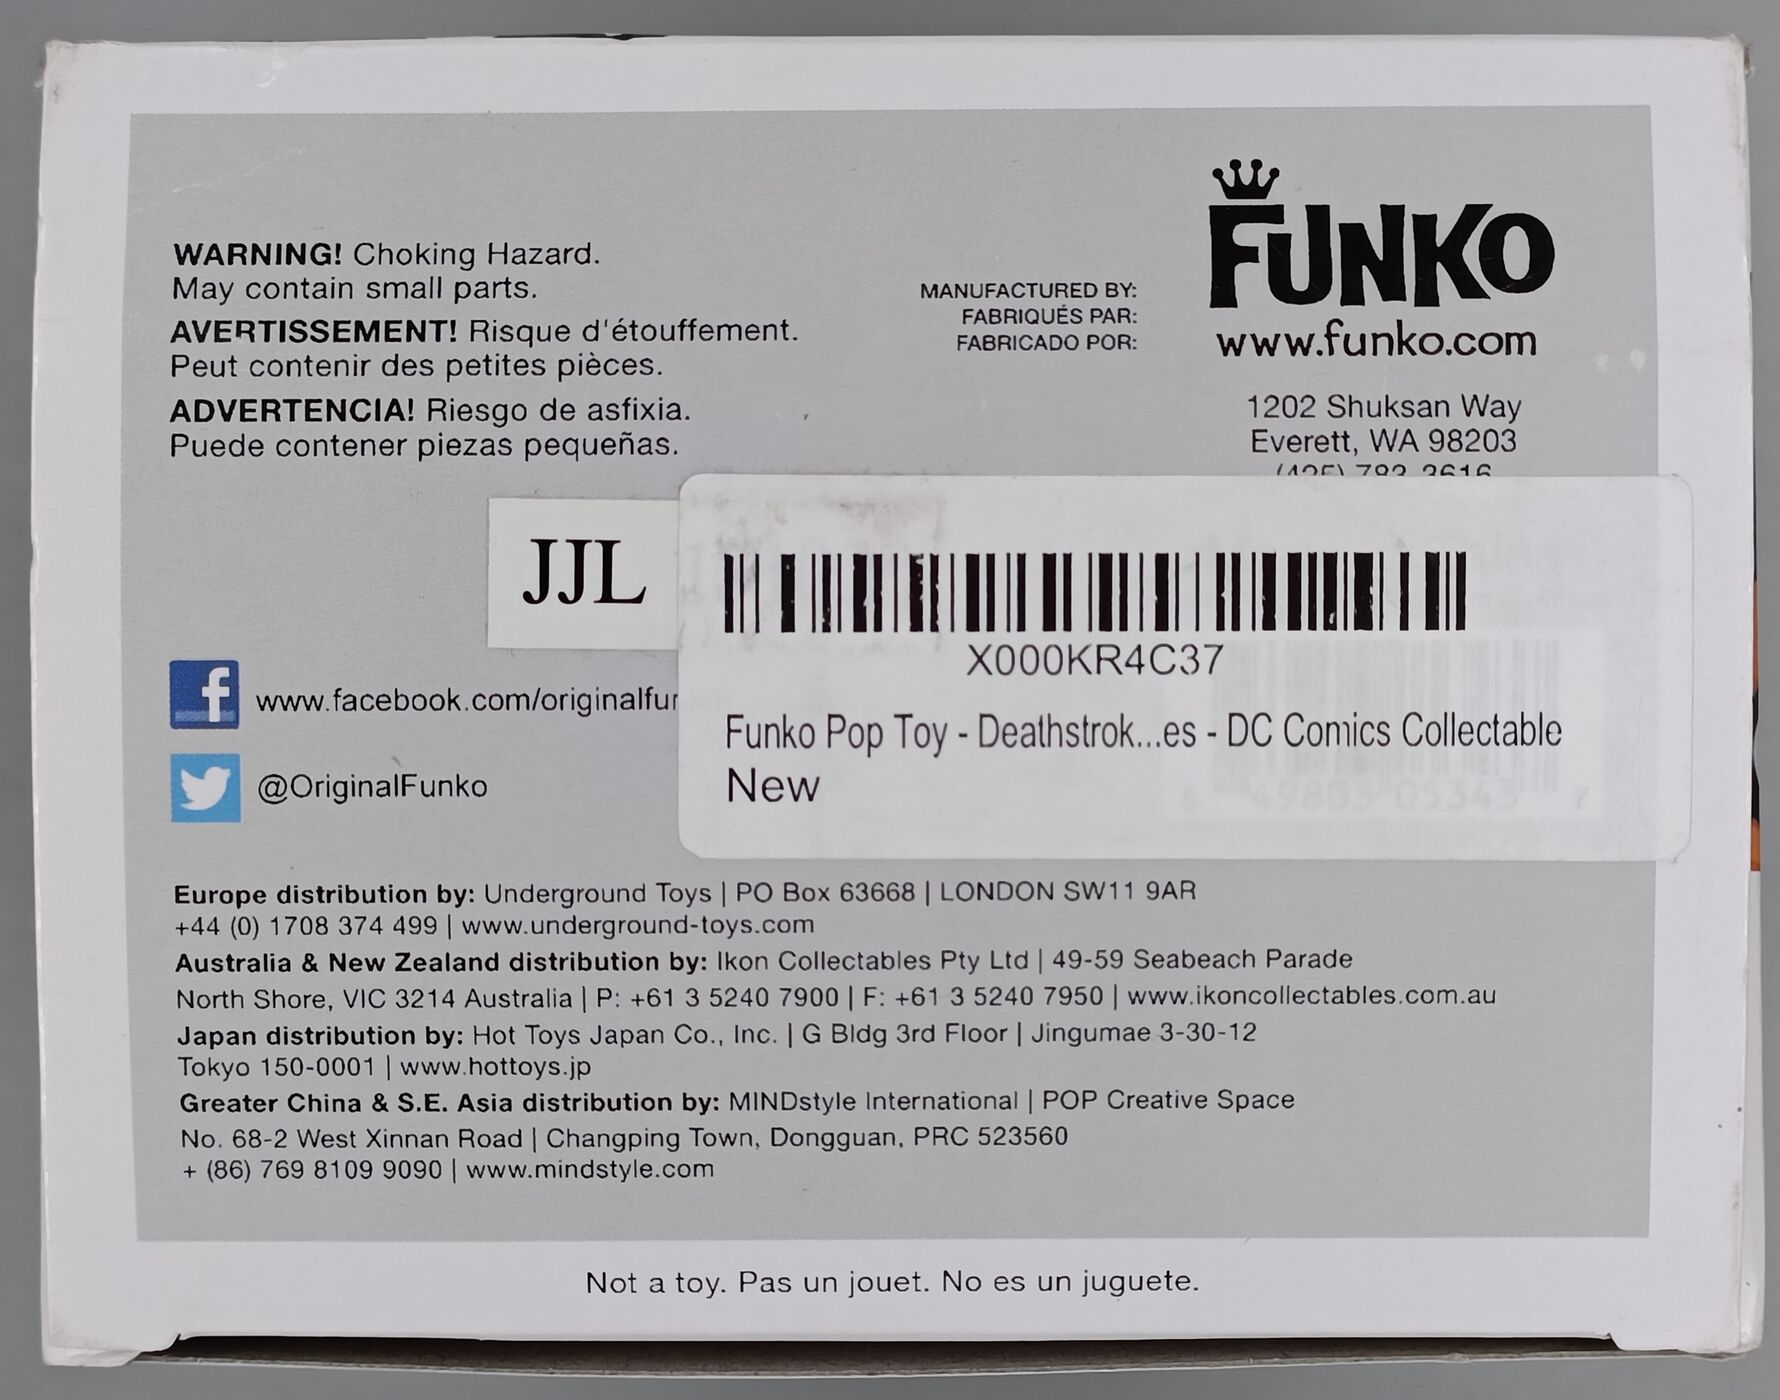 WARNING! Choking Hazard.
May contain small parts.
AVERTISSEMENT! Risque d'étouffement.
Peut contenir des petites pièces.
ADVERTENCIA! Riesgo de asfixia.
Puede contener piezas pequeñas.
MANUFACTURED BY:
FABRIQUÉS PAR:
FABRICADO POR:
FUNKO
www.funko.com
1202 Shuksan Way
Everett, WA 98203
JJL
X000KR4C37
Funko Pop Toy - Deathstrok...es - DC Comics Collectable
New
49803 05343 7
f www.facebook.com/originalfu
@OriginalFunko
Europe distribution by: Underground Toys | PO Box 63668 | LONDON SW11 9AR
+44 (0) 1708 374 499 | www.underground-toys.com
Australia & New Zealand distribution by: Ikon Collectables Pty Ltd | 49-59 Seabeach Parade
North Shore, VIC 3214 Australia | P: +61 3 5240 7900 | F: +61 3 5240 7950 | www.ikoncollectables.com.au
Japan distribution by: Hot Toys Japan Co., Inc. | G Bldg 3rd Floor | Jingumae 3-30-12
Tokyo 150-0001 | www.hottoys.jp
Greater China & S.E. Asia distribution by: MINDstyle International | POP Creative Space
No. 68-2 West Xinnan Road | Changping Town, Dongguan, PRC 523560
+ (86) 769 8109 9090 | www.mindstyle.com
Not a toy. Pas un jouet. No es un juguete.